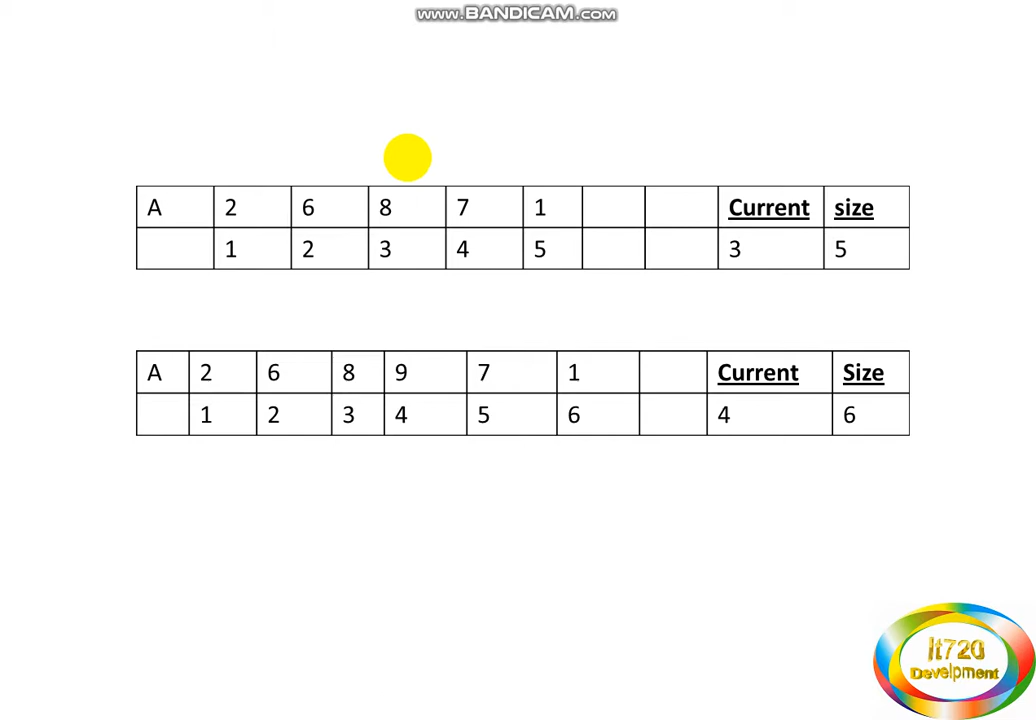 www.BANDICAM.com
A 2 6 8 7 1 Current size
1 2 3 4 5 3 5
A 2 6 8 9 7 1 Current Size
1 2 3 4 5 6 4 6
It720
Develpment